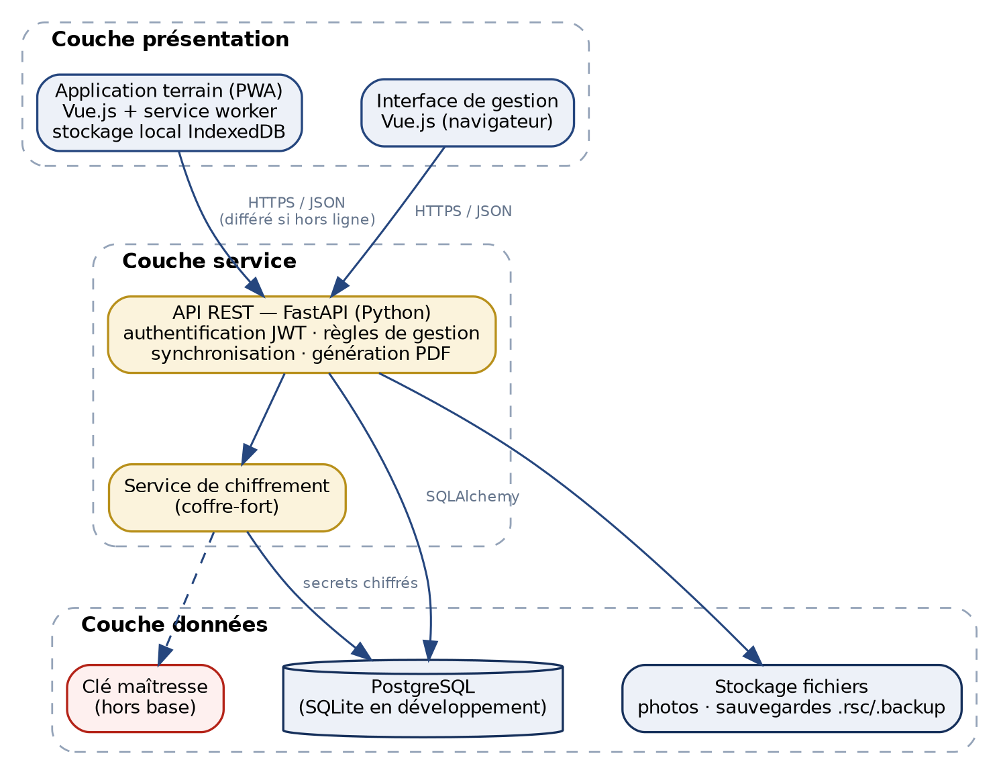 Couche présentation
Application terrain (PWA)
Vue.js + service worker
stockage local IndexedDB
Interface de gestion
Vue.js (navigateur)
HTTPS / JSON
(différé si hors ligne)
HTTPS / JSON
Couche service
API REST — FastAPI (Python)
authentification JWT · règles de gestion
synchronisation · génération PDF
Service de chiffrement
(coffre-fort)
SQLAlchemy
secrets chiffrés
Couche données
Clé maîtresse
(hors base)
PostgreSQL
(SQLite en développement)
Stockage fichiers
photos · sauvegardes .rsc/.backup